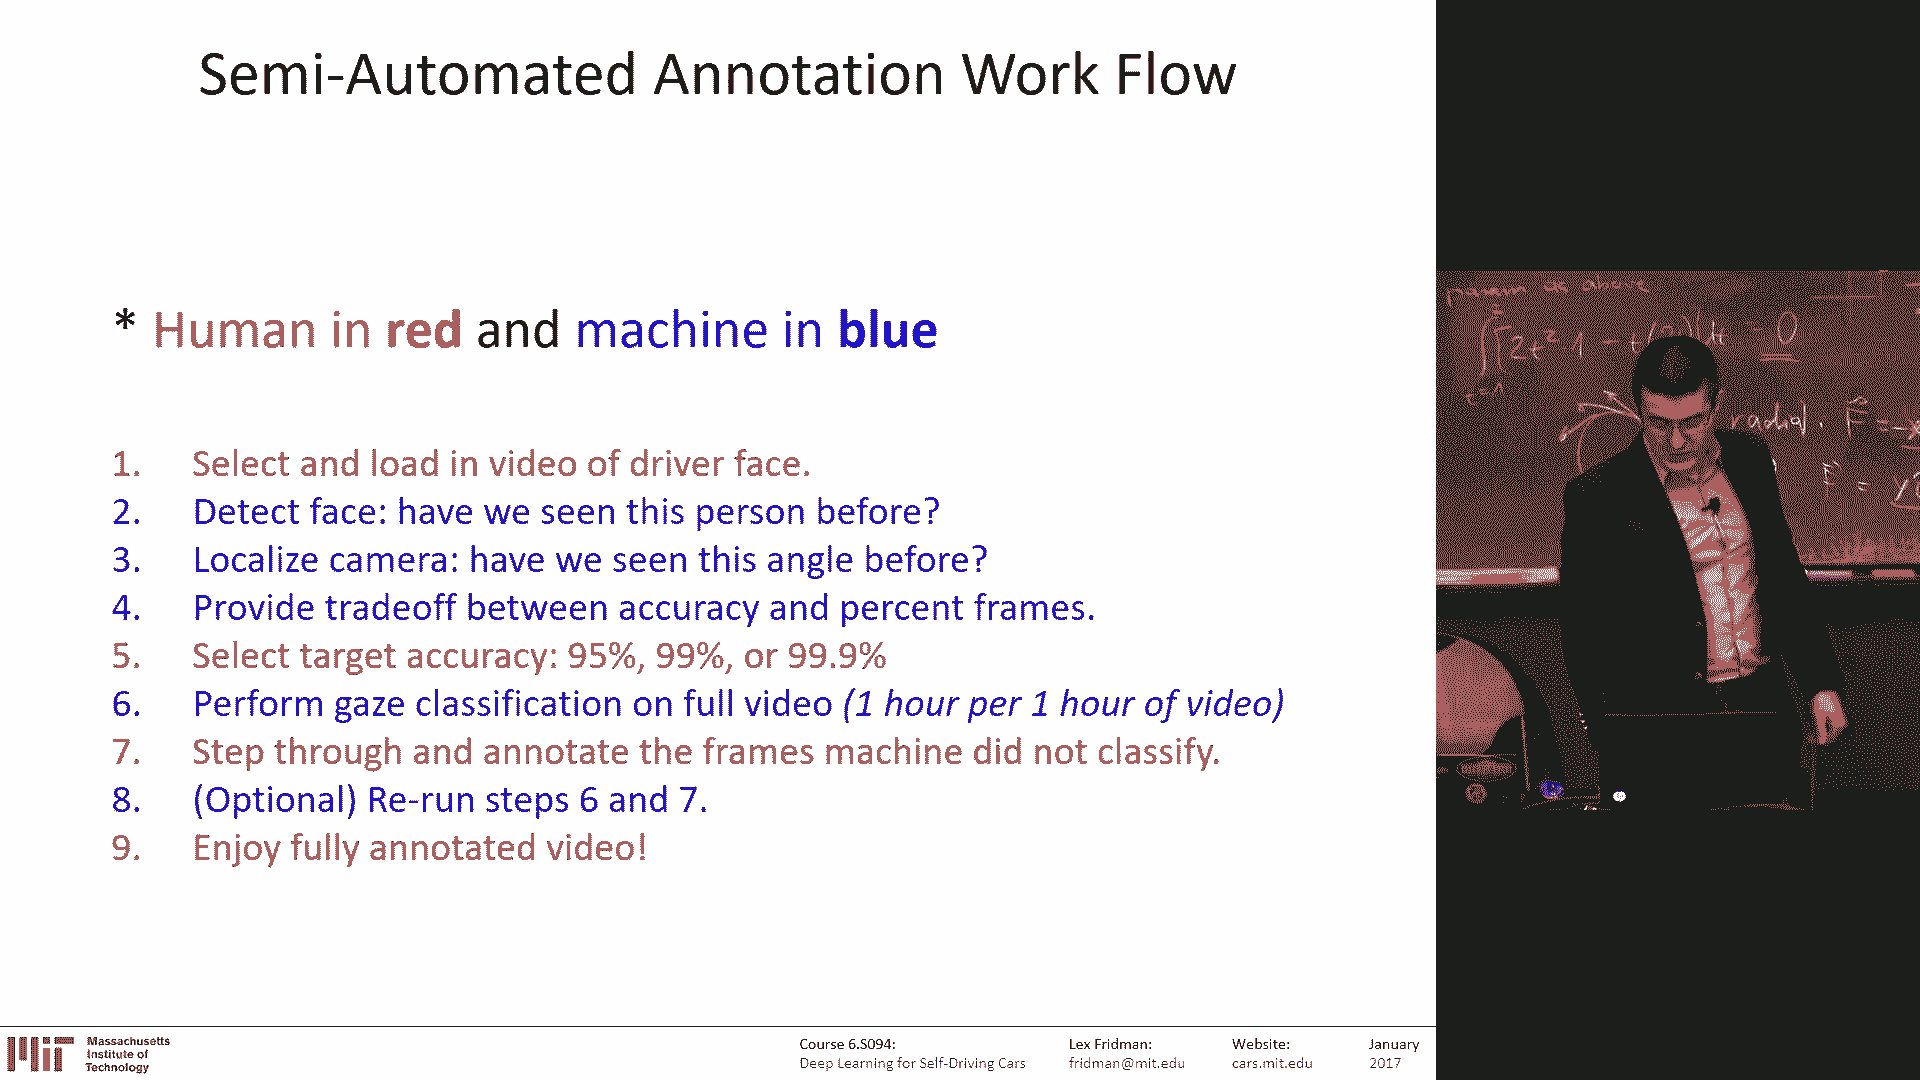 Semi-Automated Annotation Work Flow
* Human in red and machine in blue
1. Select and load in video of driver face.
2. Detect face: have we seen this person before?
3. Localize camera: have we seen this angle before?
4. Provide tradeoff between accuracy and percent frames.
5. Select target accuracy: 95%, 99%, or 99.9%
6. Perform gaze classification on full video (1 hour per 1 hour of video)
7. Step through and annotate the frames machine did not classify.
8. (Optional) Re-run steps 6 and 7.
9. Enjoy fully annotated video!
param as above
radial.
MIT
Massachusetts
Institute of
Technology
Course 6.S094:
Deep Learning for Self-Driving Cars
Lex Fridman:
fridman@mit.edu
Website:
cars.mit.edu
January
2017